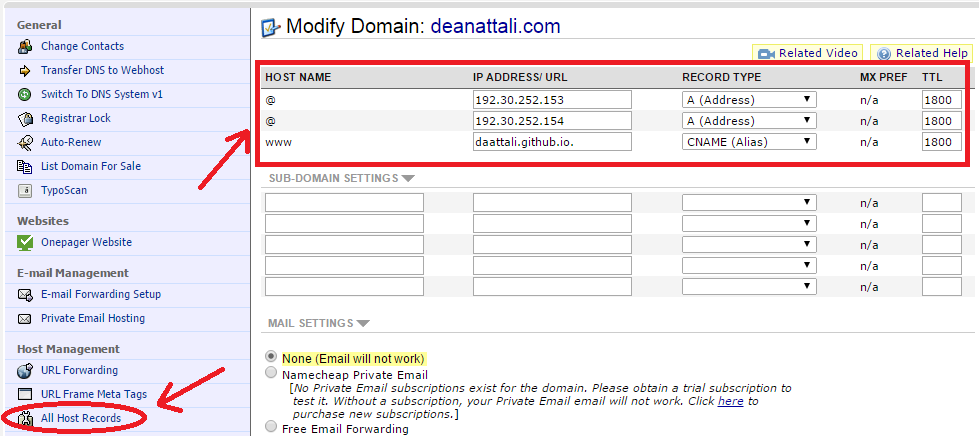 General
Change Contacts
Transfer DNS to Webhost
Switch To DNS System v1
Registrar Lock
Auto-Renew
List Domain For Sale
TypoScan
Websites
Onepager Website
E-mail Management
E-mail Forwarding Setup
Private Email Hosting
Host Management
URL Forwarding
URL Frame Meta Tags
All Host Records
Modify Domain: deanattali.com
Related Video Related Help
HOST NAME IP ADDRESS/ URL RECORD TYPE MX PREF TTL
@ 192.30.252.153 A (Address) n/a 1800
@ 192.30.252.154 A (Address) n/a 1800
www daattali.github.io. CNAME (Alias) n/a 1800
SUB-DOMAIN SETTINGS
n/a
n/a
n/a
n/a
n/a
MAIL SETTINGS
None (Email will not work)
Namecheap Private Email
[No Private Email subscriptions exist for the domain. Please obtain a trial subscription to
test it. Without a subscription, your Private Email email will not work. Click here to
purchase new subscriptions.]
Free Email Forwarding